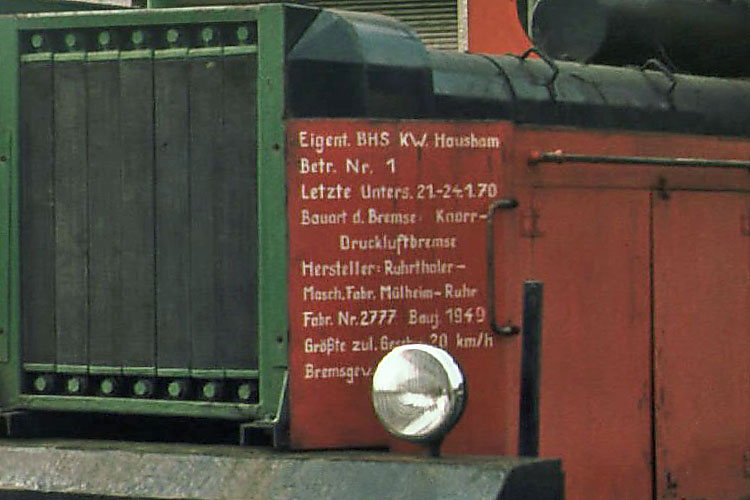 Eigent. BHS KW. Hausham
Betr. Nr. 1
Letzte Unters. 21.-24.1.70
Bauart d. Bremse: Knorr-
Druckluftbremse
Hersteller: Ruhrthaler-
Masch. Fabr. Mülheim-Ruhr
Fabr. Nr. 2777 Bauj. 1949
Größte zul. 20 km/h